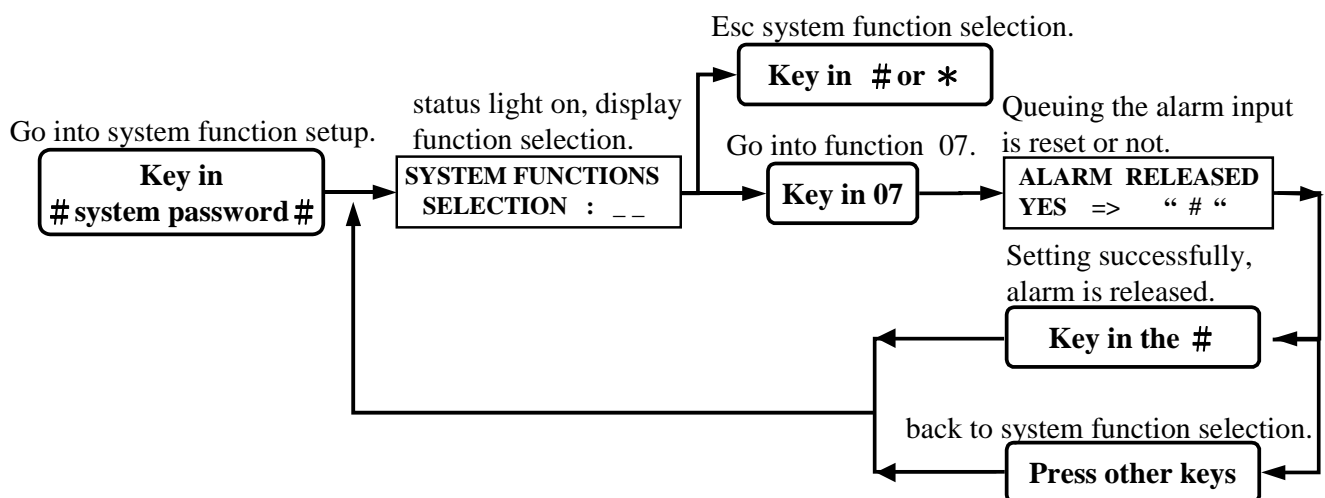 Esc system function selection.
Key in # or *
status light on, display
function selection.
Queuing the alarm input
is reset or not.
Go into system function setup.
Go into function 07.
Key in
# system password #
SYSTEM FUNCTIONS
SELECTION : _ _
Key in 07
ALARM RELEASED
YES => “ # “
Setting successfully,
alarm is released.
Key in the #
back to system function selection.
Press other keys